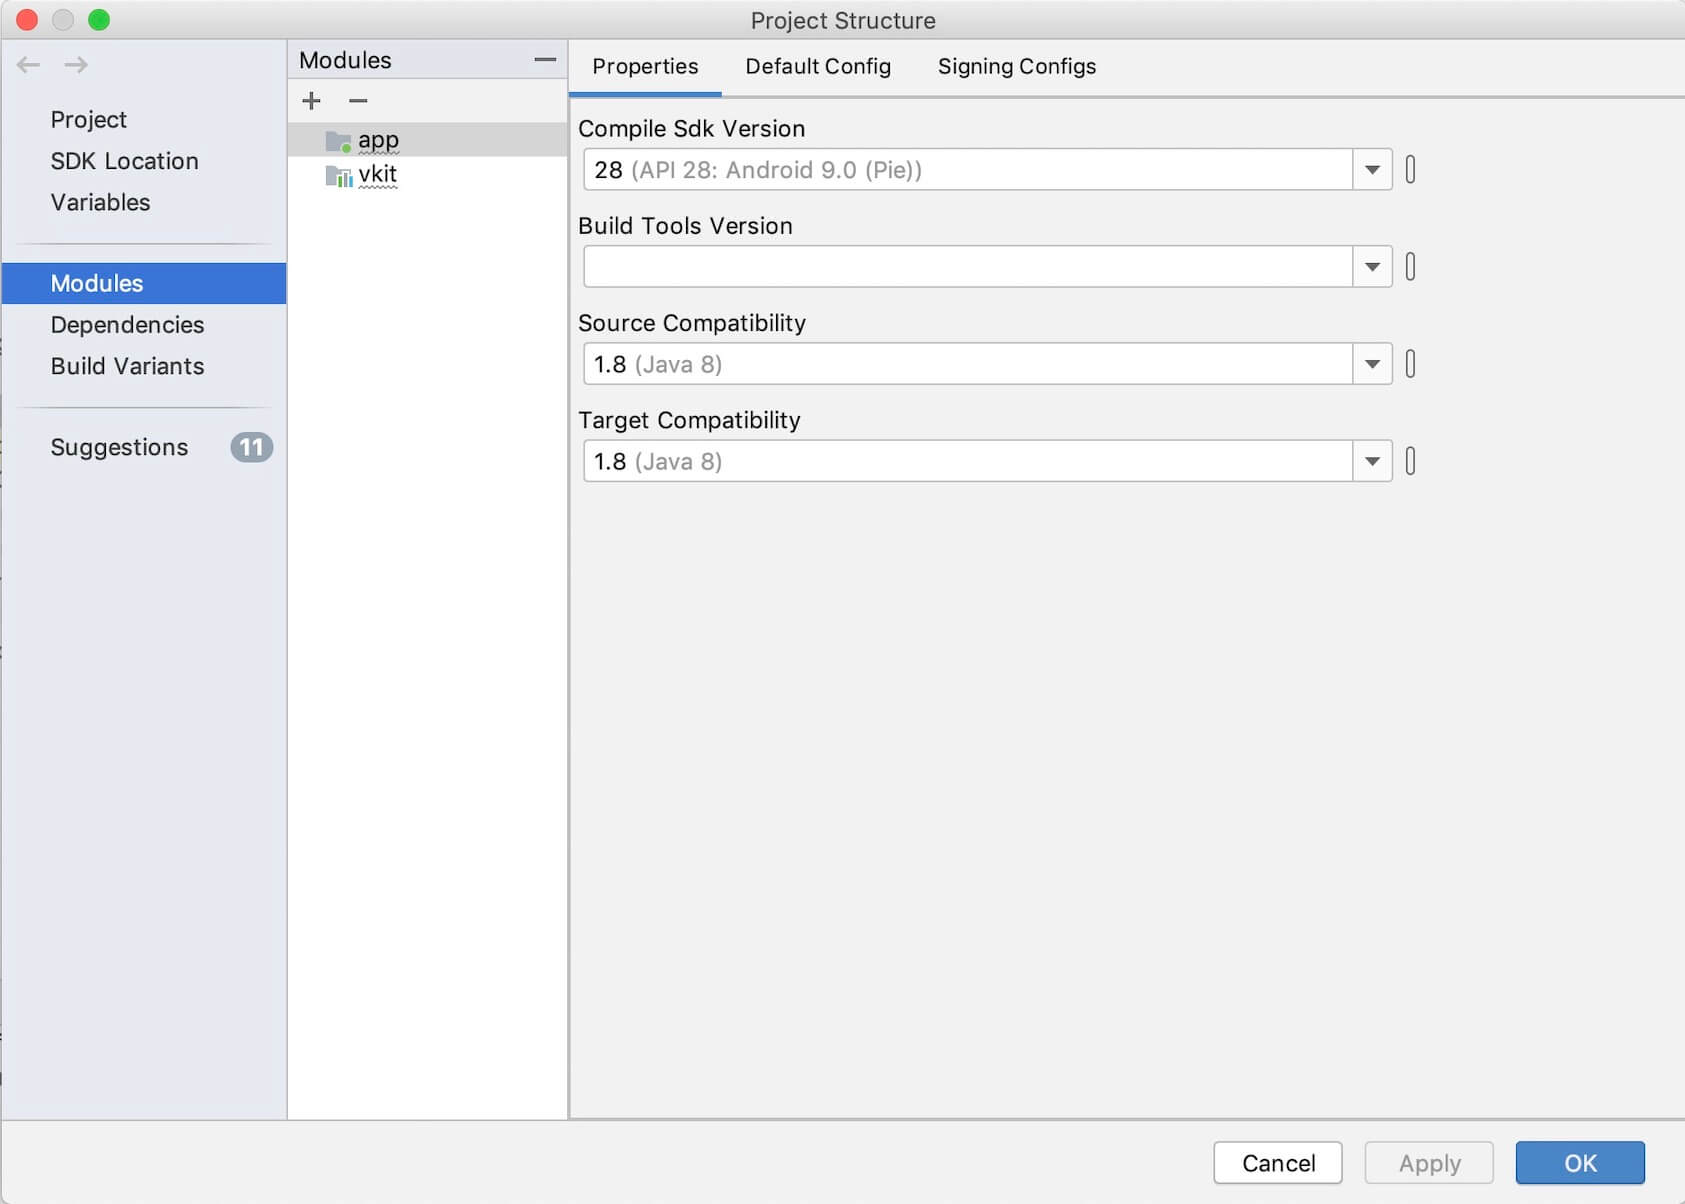 Project Structure
Project
SDK Location
Variables
Modules
Dependencies
Build Variants
Suggestions 11
Modules
app
vkit
Properties Default Config Signing Configs
Compile Sdk Version
28 (API 28: Android 9.0 (Pie))
Build Tools Version
Source Compatibility
1.8 (Java 8)
Target Compatibility
1.8 (Java 8)
Cancel Apply OK